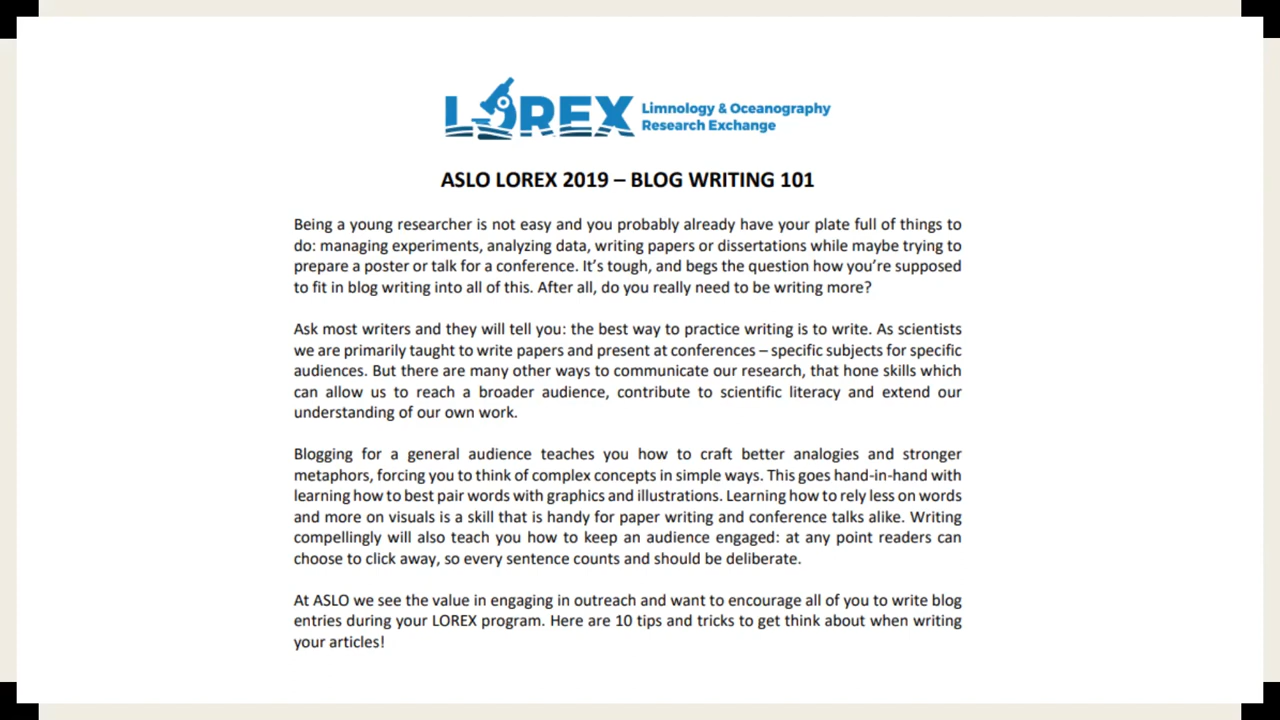 LOREX Limnology & Oceanography
Research Exchange
ASLO LOREX 2019 – BLOG WRITING 101
Being a young researcher is not easy and you probably already have your plate full of things to
do: managing experiments, analyzing data, writing papers or dissertations while maybe trying to
prepare a poster or talk for a conference. It’s tough, and begs the question how you’re supposed
to fit in blog writing into all of this. After all, do you really need to be writing more?
Ask most writers and they will tell you: the best way to practice writing is to write. As scientists
we are primarily taught to write papers and present at conferences – specific subjects for specific
audiences. But there are many other ways to communicate our research, that hone skills which
can allow us to reach a broader audience, contribute to scientific literacy and extend our
understanding of our own work.
Blogging for a general audience teaches you how to craft better analogies and stronger
metaphors, forcing you to think of complex concepts in simple ways. This goes hand-in-hand with
learning how to best pair words with graphics and illustrations. Learning how to rely less on words
and more on visuals is a skill that is handy for paper writing and conference talks alike. Writing
compellingly will also teach you how to keep an audience engaged: at any point readers can
choose to click away, so every sentence counts and should be deliberate.
At ASLO we see the value in engaging in outreach and want to encourage all of you to write blog
entries during your LOREX program. Here are 10 tips and tricks to get think about when writing
your articles!